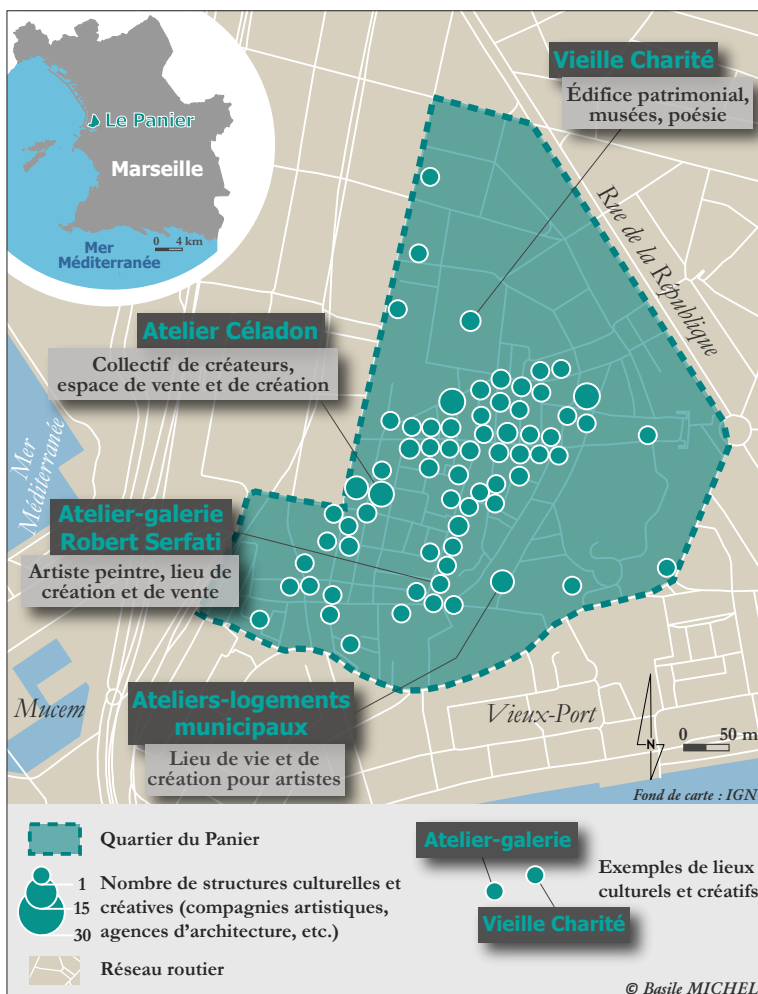 Le Panier
Marseille
0 4 km
Mer
Méditerranée
Vieille Charité
Édifice patrimonial,
musées, poésie
Rue de la République
Atelier Céladon
Collectif de créateurs,
espace de vente et de création
Mer
Méditerranée
Atelier-galerie
Robert Serfati
Artiste peintre, lieu de
création et de vente
Mucem
Ateliers-logements
municipaux
Lieu de vie et de
création pour artistes
Vieux-Port
N
0 50 m
Fond de carte : IGN
Quartier du Panier
1
15
30
Nombre de structures culturelles et
créatives (compagnies artistiques,
agences d'architecture, etc.)
Réseau routier
Atelier-galerie
Vieille Charité
Exemples de lieux
culturels et créatifs
© Basile MICHEL